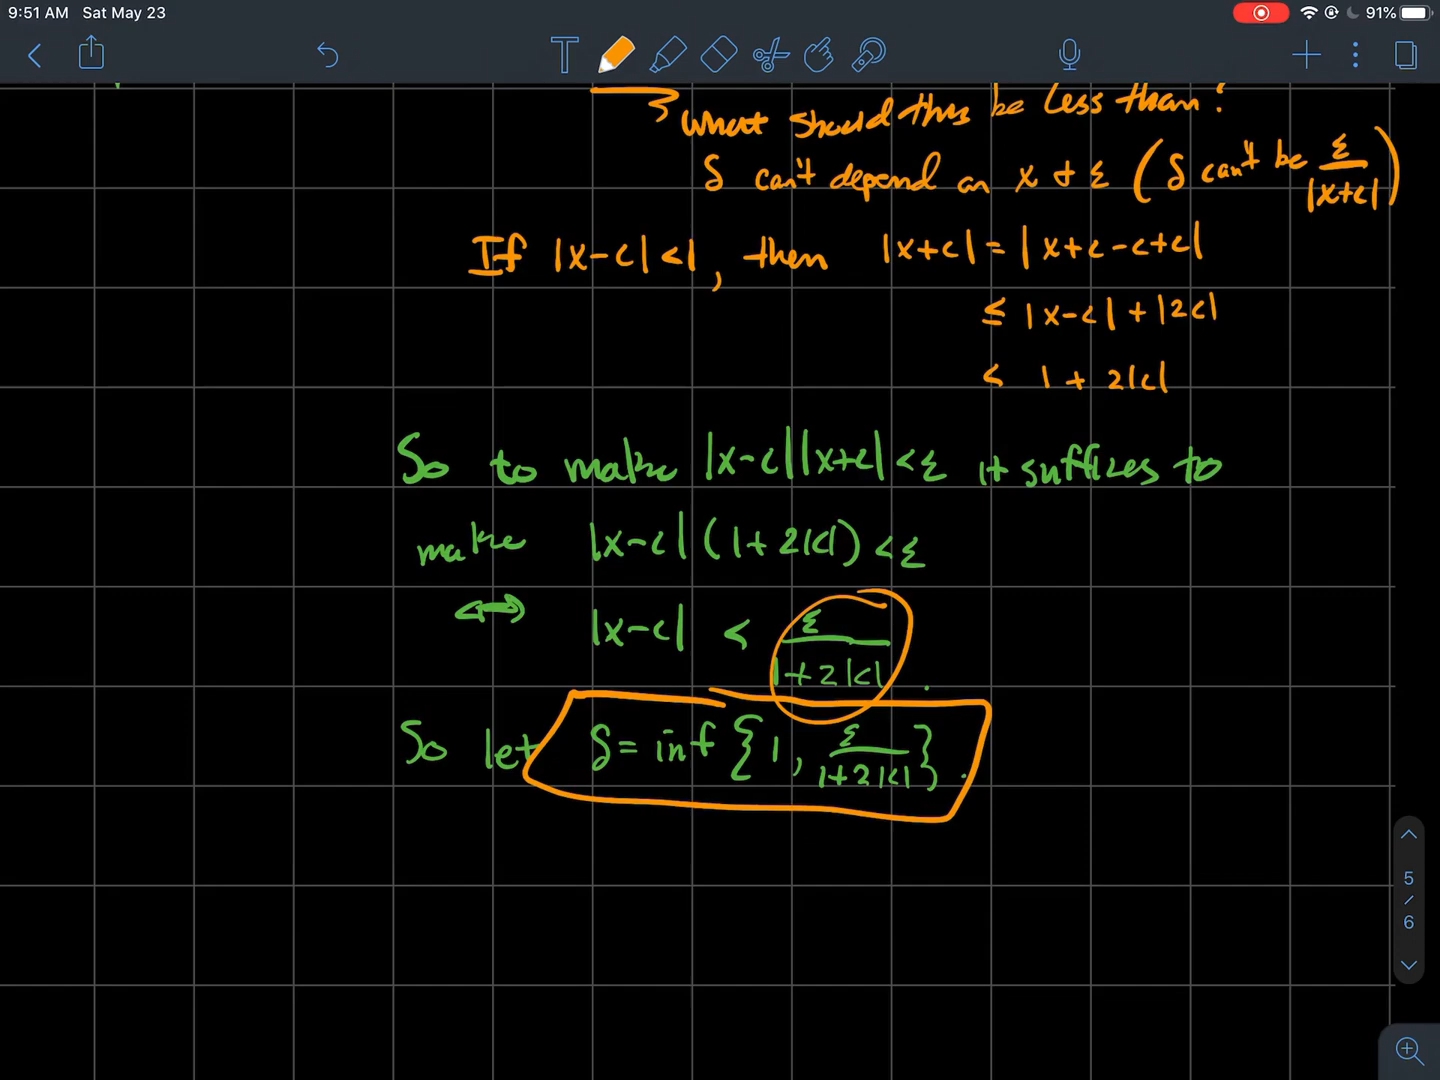 9:51 AM Sat May 23
91%
T
What should this be less than?
δ can't depend on x + ε (δ can't be ε/|x+c|)
If |x-c|<1, then |x+c| = |x+c-c+c|
≤ |x-c| + |2c|
< 1 + 2|c|
So to make |x-c||x+c| < ε it suffices to
make |x-c| (1+2|c|) < ε
↔ |x-c| < ε/(1+2|c|) .
So let δ = inf {1, ε/(1+2|c|)} .
5
/
6